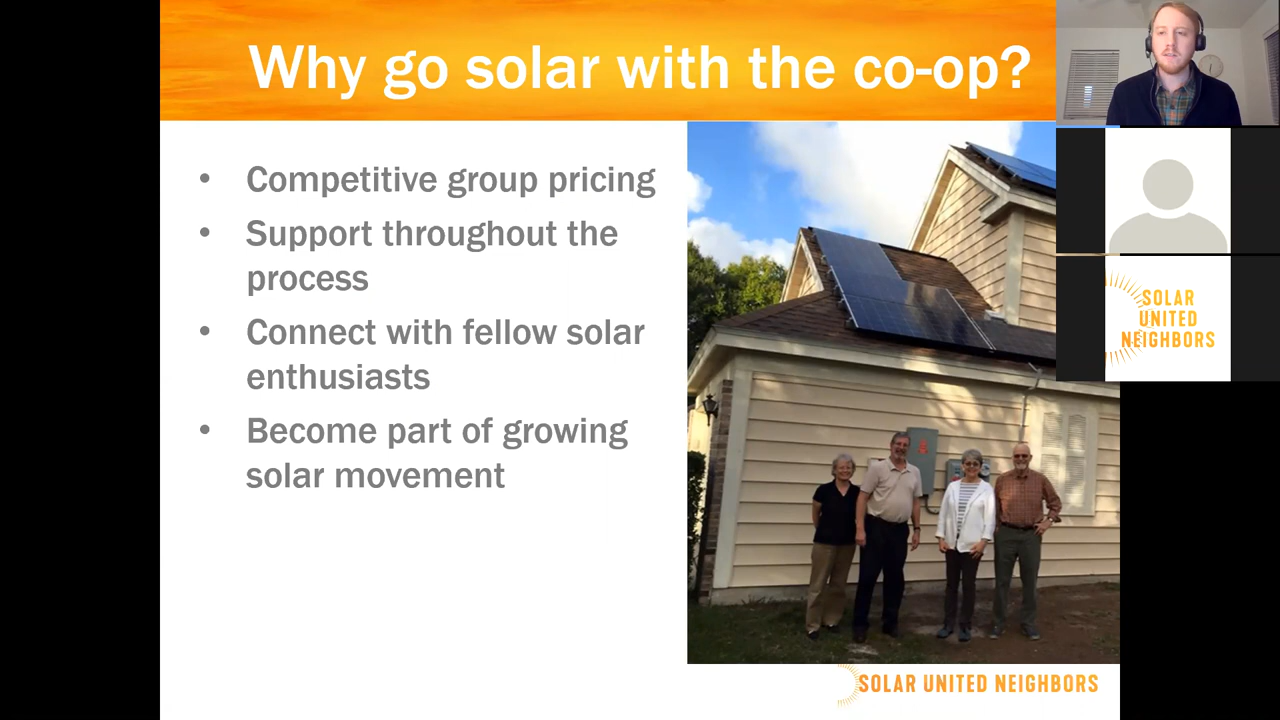 Why go solar with the co-op?
• Competitive group pricing
• Support throughout the
process
• Connect with fellow solar
enthusiasts
• Become part of growing
solar movement
SOLAR
UNITED
NEIGHBORS
SOLAR UNITED NEIGHBORS